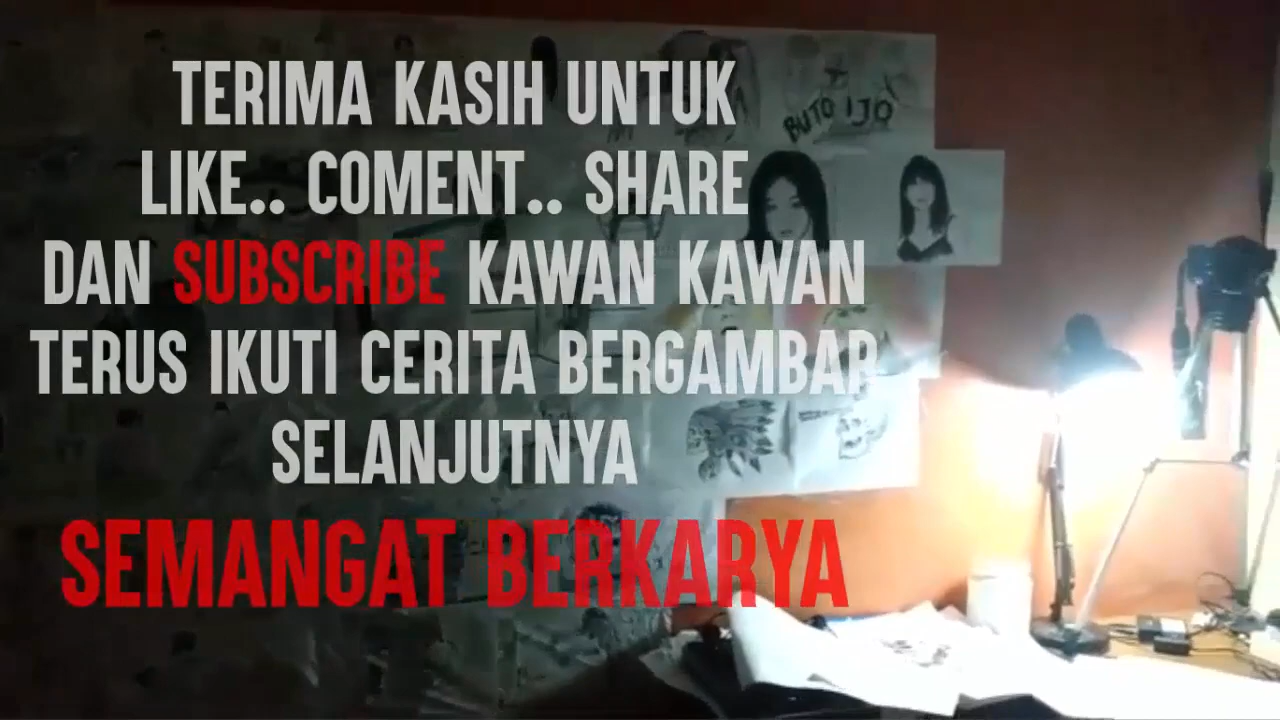 TERIMA KASIH UNTUK
LIKE.. COMENT.. SHARE
DAN SUBSCRIBE KAWAN KAWAN
TERUS IKUTI CERITA BERGAMBAR
SELANJUTNYA
SEMANGAT BERKARYA
BUTO IJO